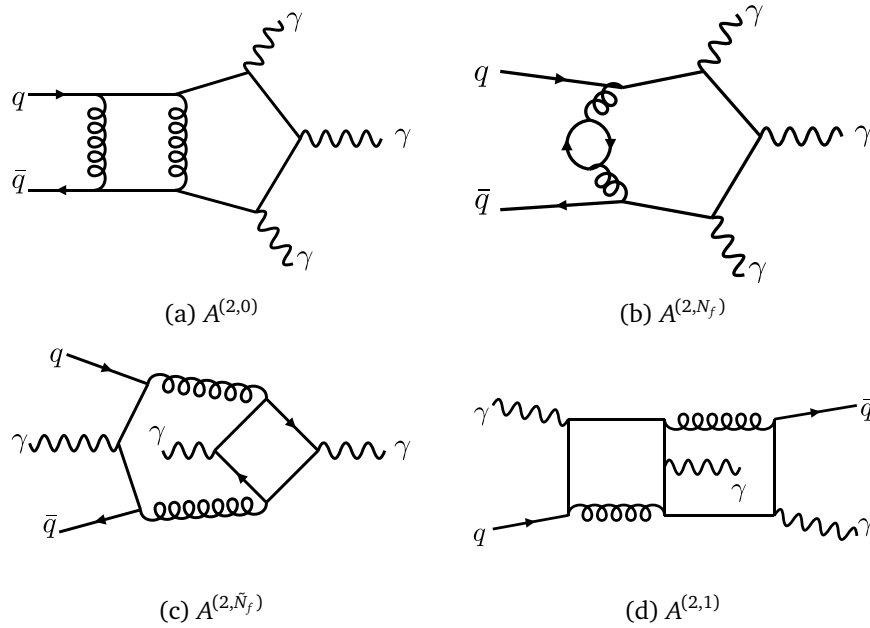 γ
q
γ
q̄
γ
(a) A^(2,0)
γ
q
γ
q̄
γ
(b) A^(2,N_f)
q
γ
γ
γ
q̄
(c) A^(2,Ñ_f)
γ
q̄
γ
q
γ
(d) A^(2,1)